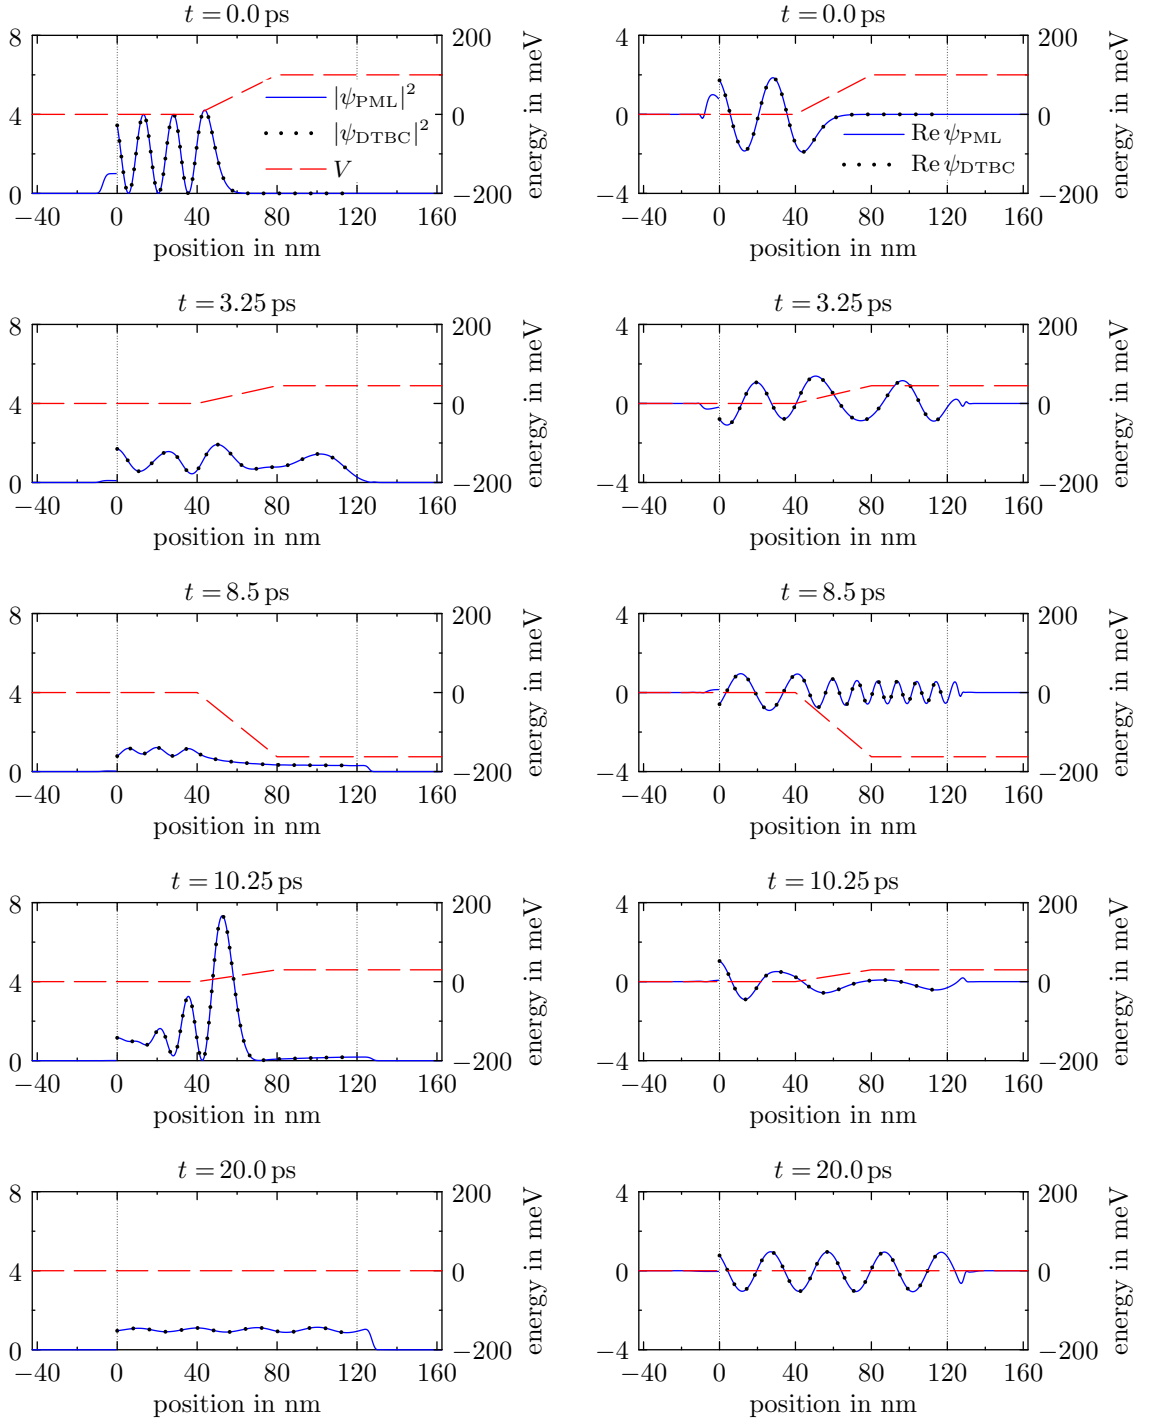 t = 0.0 ps
8
4
0
200
0
−200
energy in meV
|ψPML|²
|ψDTBC|²
V
−40 0 40 80 120 160
position in nm
t = 0.0 ps
4
0
−4
200
0
−200
energy in meV
Re ψPML
Re ψDTBC
−40 0 40 80 120 160
position in nm
t = 3.25 ps
8
4
0
200
0
−200
energy in meV
−40 0 40 80 120 160
position in nm
t = 3.25 ps
4
0
−4
200
0
−200
energy in meV
−40 0 40 80 120 160
position in nm
t = 8.5 ps
8
4
0
200
0
−200
energy in meV
−40 0 40 80 120 160
position in nm
t = 8.5 ps
4
0
−4
200
0
−200
energy in meV
−40 0 40 80 120 160
position in nm
t = 10.25 ps
8
4
0
200
0
−200
energy in meV
−40 0 40 80 120 160
position in nm
t = 10.25 ps
4
0
−4
200
0
−200
energy in meV
−40 0 40 80 120 160
position in nm
t = 20.0 ps
8
4
0
200
0
−200
energy in meV
−40 0 40 80 120 160
position in nm
t = 20.0 ps
4
0
−4
200
0
−200
energy in meV
−40 0 40 80 120 160
position in nm